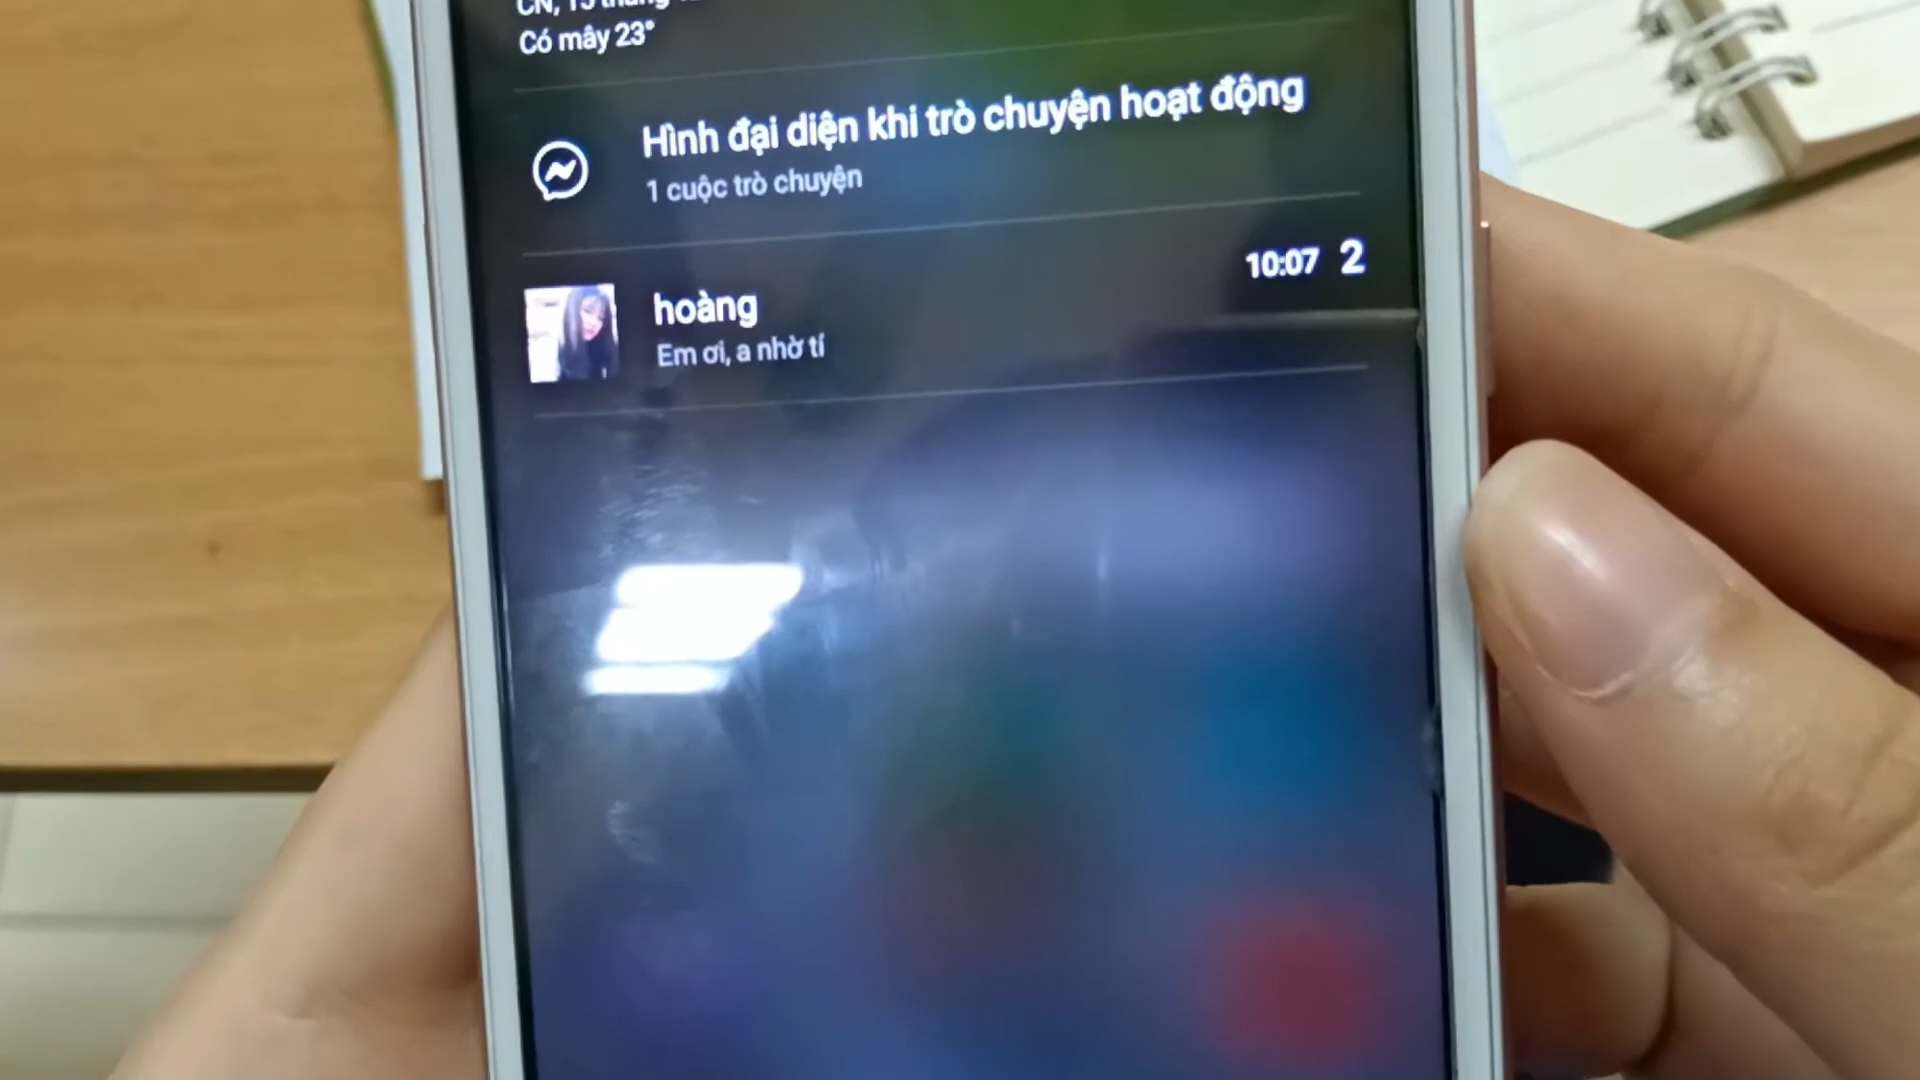 CN, 15 tháng
Có mây 23°
Hình đại diện khi trò chuyện hoạt động
1 cuộc trò chuyện
10:07 2
hoàng
Em ơi, a nhờ tí